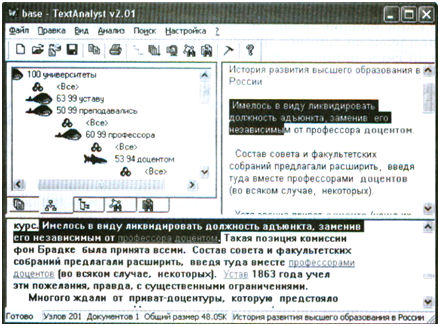 base - TextAnalyst v2.01
Файл Правка Вид Анализ Поиск Настройка ?
100 университеты
<Все>
63 99 уставу
50 99 преподавались
<Все>
60 99 профессора
<Все>
53 94 доцентом
<Все>
История развития высшего образования в
России
Имелось в виду ликвидировать
должность адъюнкта, заменив его
независимым от профессора доцентом.
Состав совета и факультетских
собраний предлагали расширить, введя
туда вместе профессорами доцентов
(во всяком случае, некоторых).
курс. Имелось в виду ликвидировать должность адъюнкта, заменив
его независимым от профессора доцентом. Такая позиция комиссии
фон Брадке была принята всеми. Состав совета и факультетских
собраний предлагали расширить, введя туда вместе профессорами
доцентов (во всяком случае, некоторых). Устав 1863 года учел
эти пожелания, правда, с существенными ограничениями.
Многого ждали от приват-доцентуры, которую предстояло
Готово Узлов 201 Документов 1 Общий размер 48.05К История развития высшего образования в России